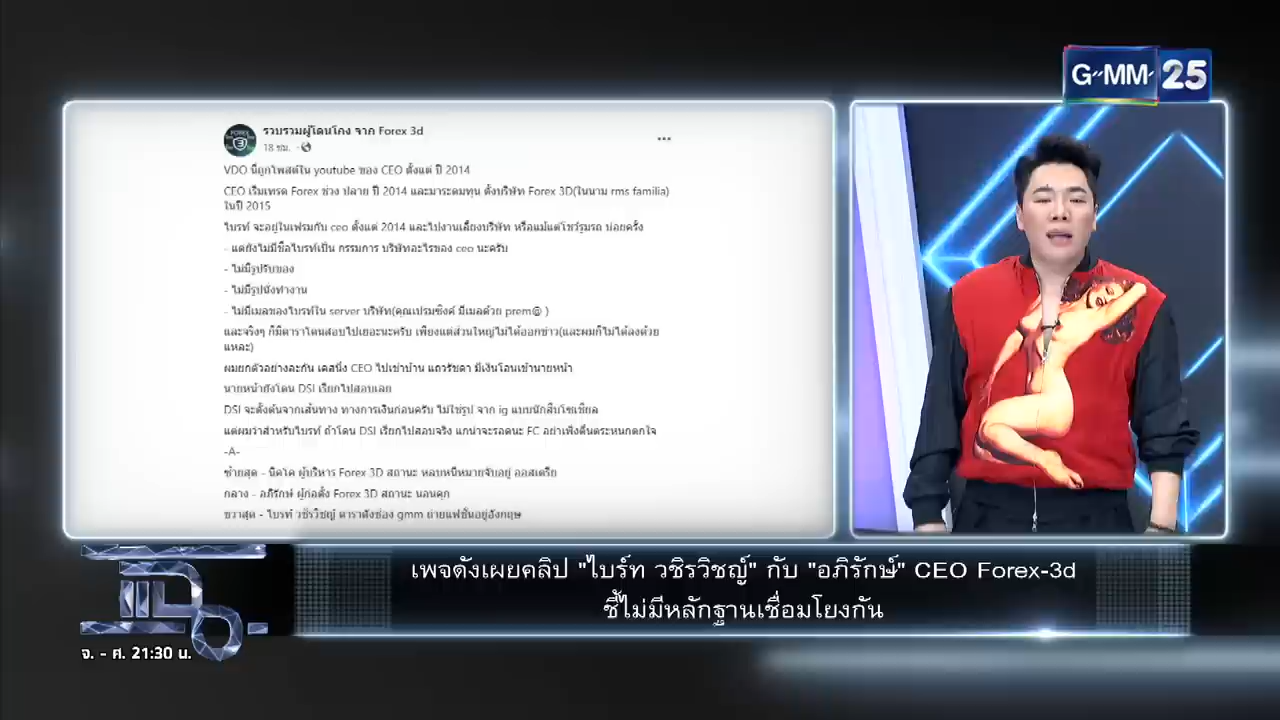 G"MM' 25
รวบรวมผู้โดนโกง จาก Forex 3d
18 ชม.
VDO นี้ถูกโพสต์ใน youtube ของ CEO ตั้งแต่ ปี 2014
CEO เริ่มเทรด Forex ช่วง ปลาย ปี 2014 และมาระดมทุน ตั้งบริษัท Forex 3D(ในนาม rms familia)
ในปี 2015
ไบรท์ จะอยู่ในเฟรมกับ ceo ตั้งแต่ 2014 และไปงานเลี้ยงบริษัท หรือแม้แต่โชว์รูมรถ บ่อยครั้ง
- แต่ยังไม่มีชื่อไบรท์เป็น กรรมการ บริษัทอะไรของ ceo นะครับ
- ไม่มีรูปรับของ
- ไม่มีรูปนั่งทำงาน
- ไม่มีเมลของไบรท์ใน server บริษัท(คุณเปรมซิ้งค์ มีเมลด้วย prem@ )
และจริงๆ ก็มีดาราโดนสอบไปเยอะนะครับ เพียงแต่ส่วนใหญ่ไม่ได้ออกข่าว(และผมก็ไม่ได้ลงด้วย
แหละ)
ผมยกตัวอย่างละกัน เคสนึง CEO ไปเช่าบ้าน แถวรัชดา มีเงินโอนเข้านายหน้า
นายหน้ายังโดน DSI เรียกไปสอบเลย
DSI จะตั้งต้นจากเส้นทาง ทางการเงินก่อนครับ ไม่ใช่รูป จาก ig แบบนักสืบโซเชียล
แต่ผมว่าสำหรับไบรท์ ถ้าโดน DSI เรียกไปสอบจริง แกน่าจะรอดนะ FC อย่าเพิ่งตื่นตระหนกตกใจ
-A-
ซ้ายสุด - นิคโค ผู้บริหาร Forex 3D สถานะ หลบหนีหมายจับอยู่ ออสเตรีย
กลาง - อภิรักษ์ ผู้ก่อตั้ง Forex 3D สถานะ นอนคุก
ขวาสุด - ไบรท์ วชิรวิชญ์ ดาราดังช่อง gmm ถ่ายแฟชั่นอยู่อังกฤษ
เพจดังเผยคลิป "ไบร์ท วชิรวิชญ์" กับ "อภิรักษ์" CEO Forex-3d
ชี้ไม่มีหลักฐานเชื่อมโยงกัน
จ. - ศ. 21:30 น.